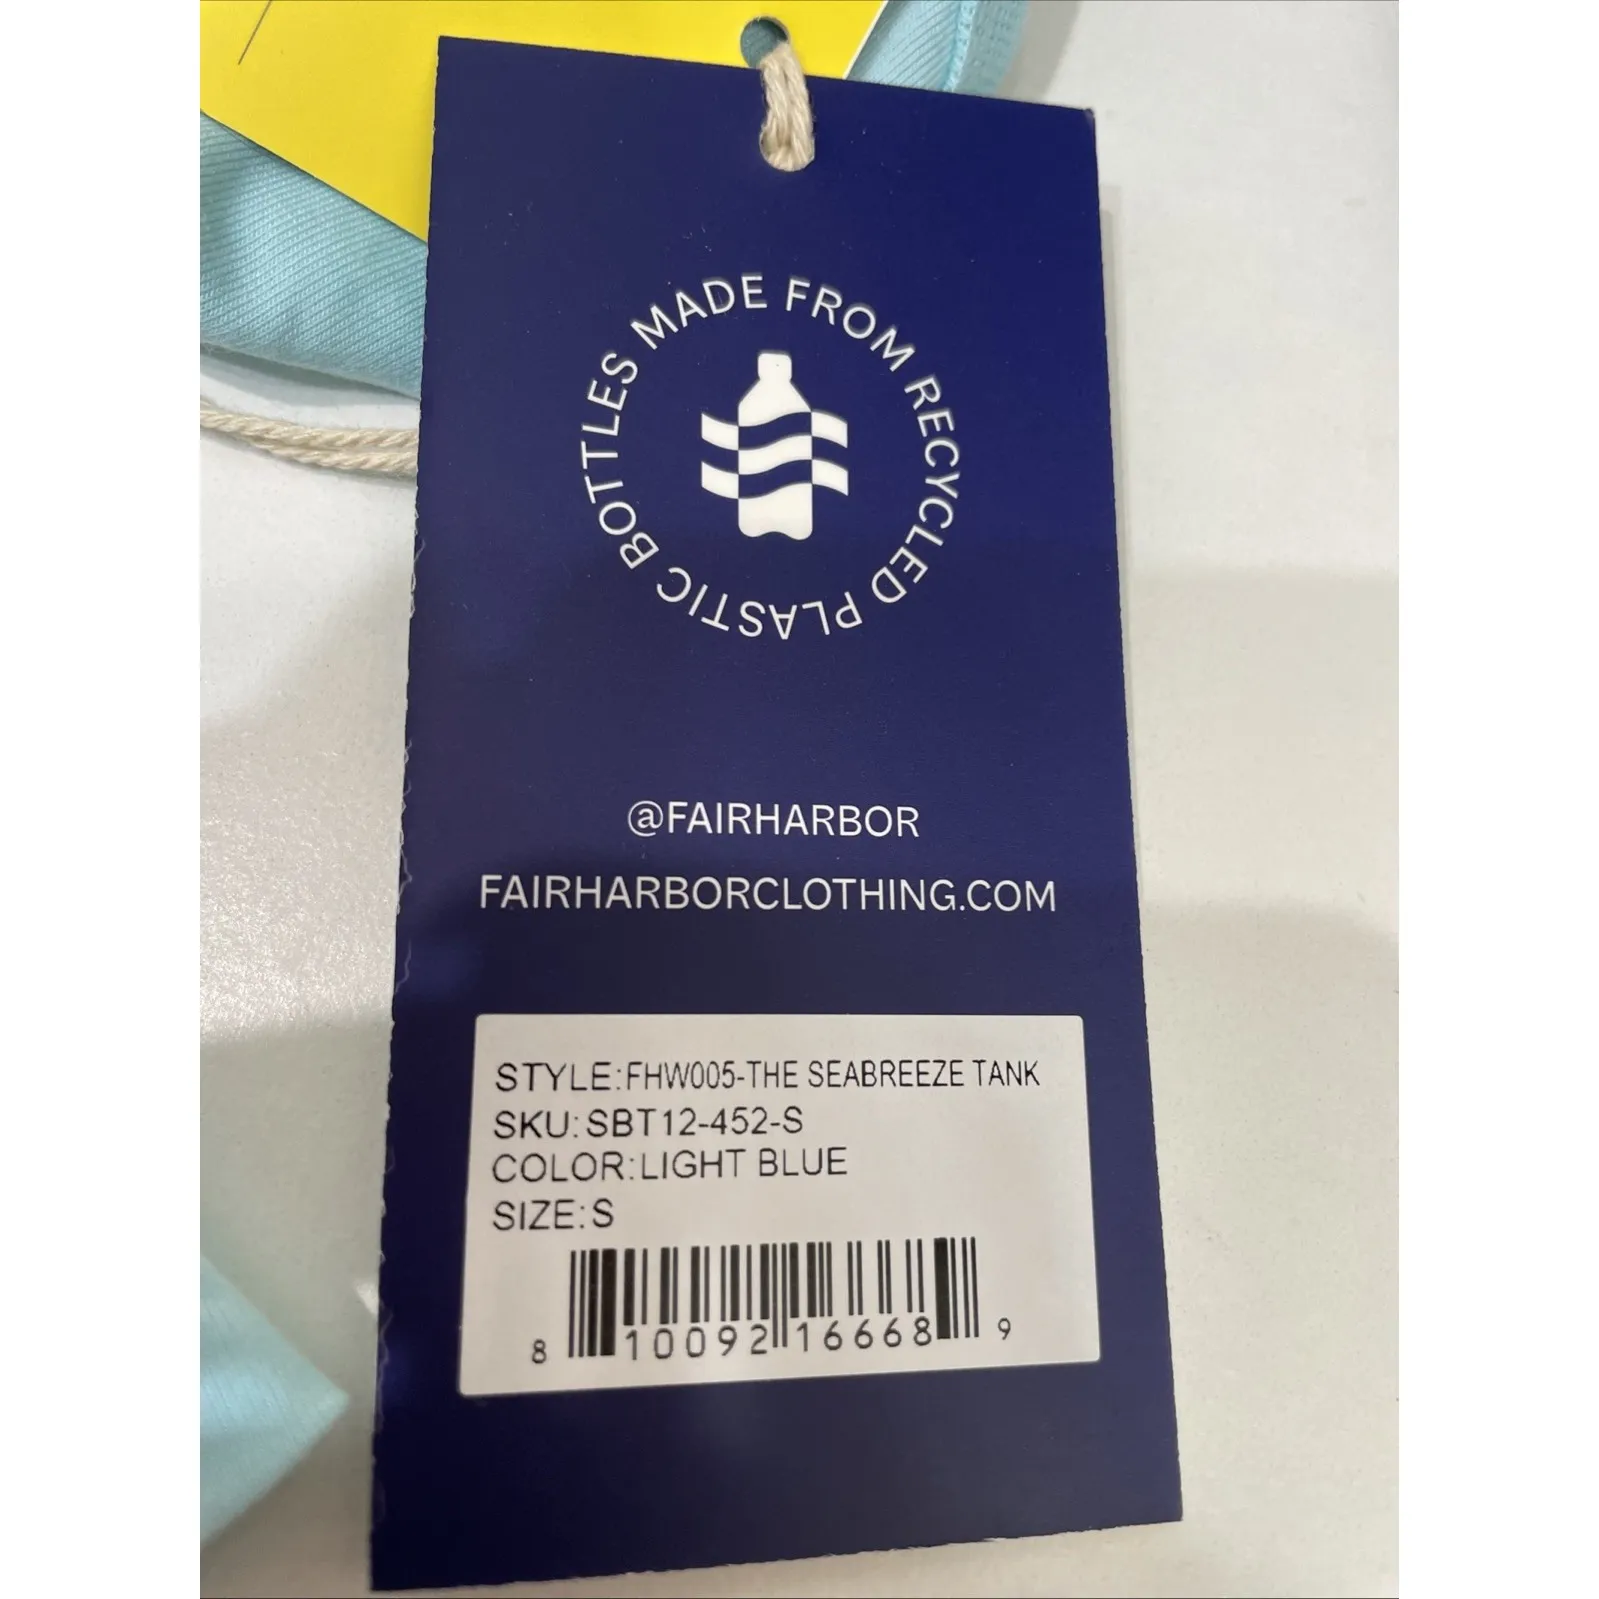 MADE FROM RECYCLED PLASTIC BOTTLES
@FAIRHARBOR
FAIRHARBORCLOTHING.COM
STYLE:FHW005-THE SEABREEZE TANK
SKU:SBT12-452-S
COLOR:LIGHT BLUE
SIZE:S
8 10092 16668 9